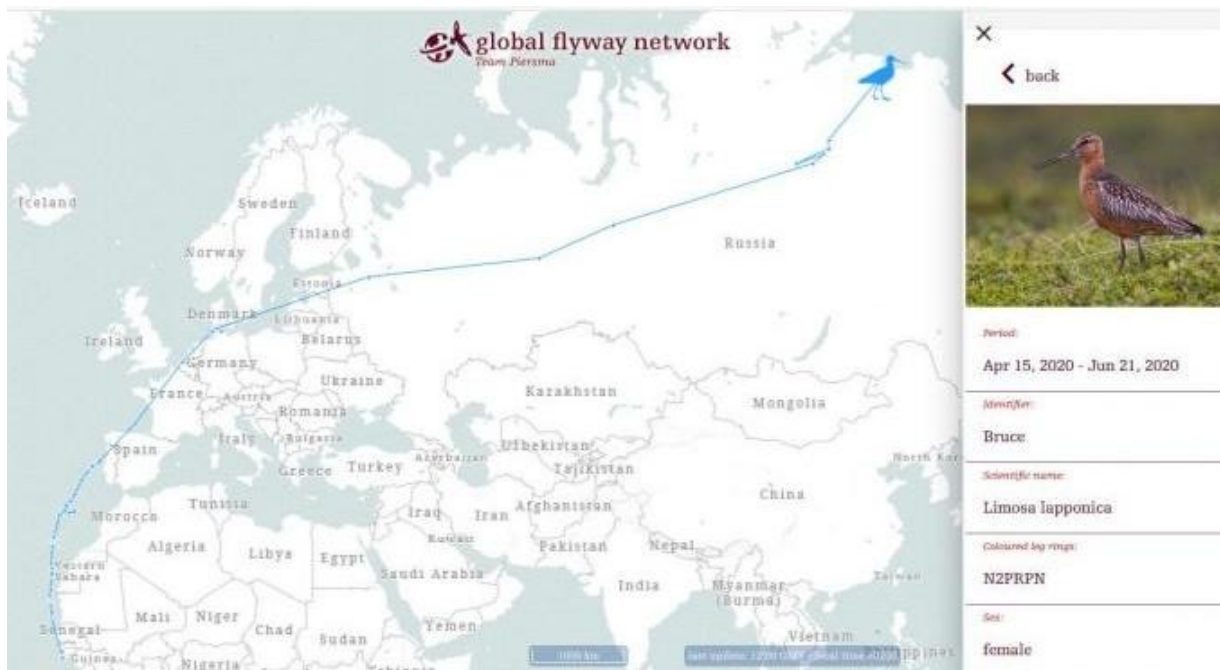 global flyway network
Team Piersma
back
Iceland
Sweden
Finland
Norway
Russia
Estonia
Denmark
Lithuania
Ireland
Belarus
Germany
Ukraine
Kazakhstan
France
Austria
Mongolia
Romania
Spain
Italy
Bulgaria
Uzbekistan
Azerbaijan
North Kor
Greece
Turkey
Tajikistan
China
Tunisia
Morocco
Iraq
Iran
Afghanistan
Algeria
Libya
Egypt
Kuwait
Pakistan
Nepal
Western
Sahara
Saudi Arabia
India
Myanmar
(Burma)
Taiwan
Mali
Niger
Chad
Sudan
Yemen
Senegal
Guinea
Nigeria
Vietnam
Philippines
1000 km
Period:
Apr 15, 2020 - Jun 21, 2020
Identifier:
Bruce
Scientific name:
Limosa lapponica
Coloured leg rings:
N2PRPN
Sex:
female